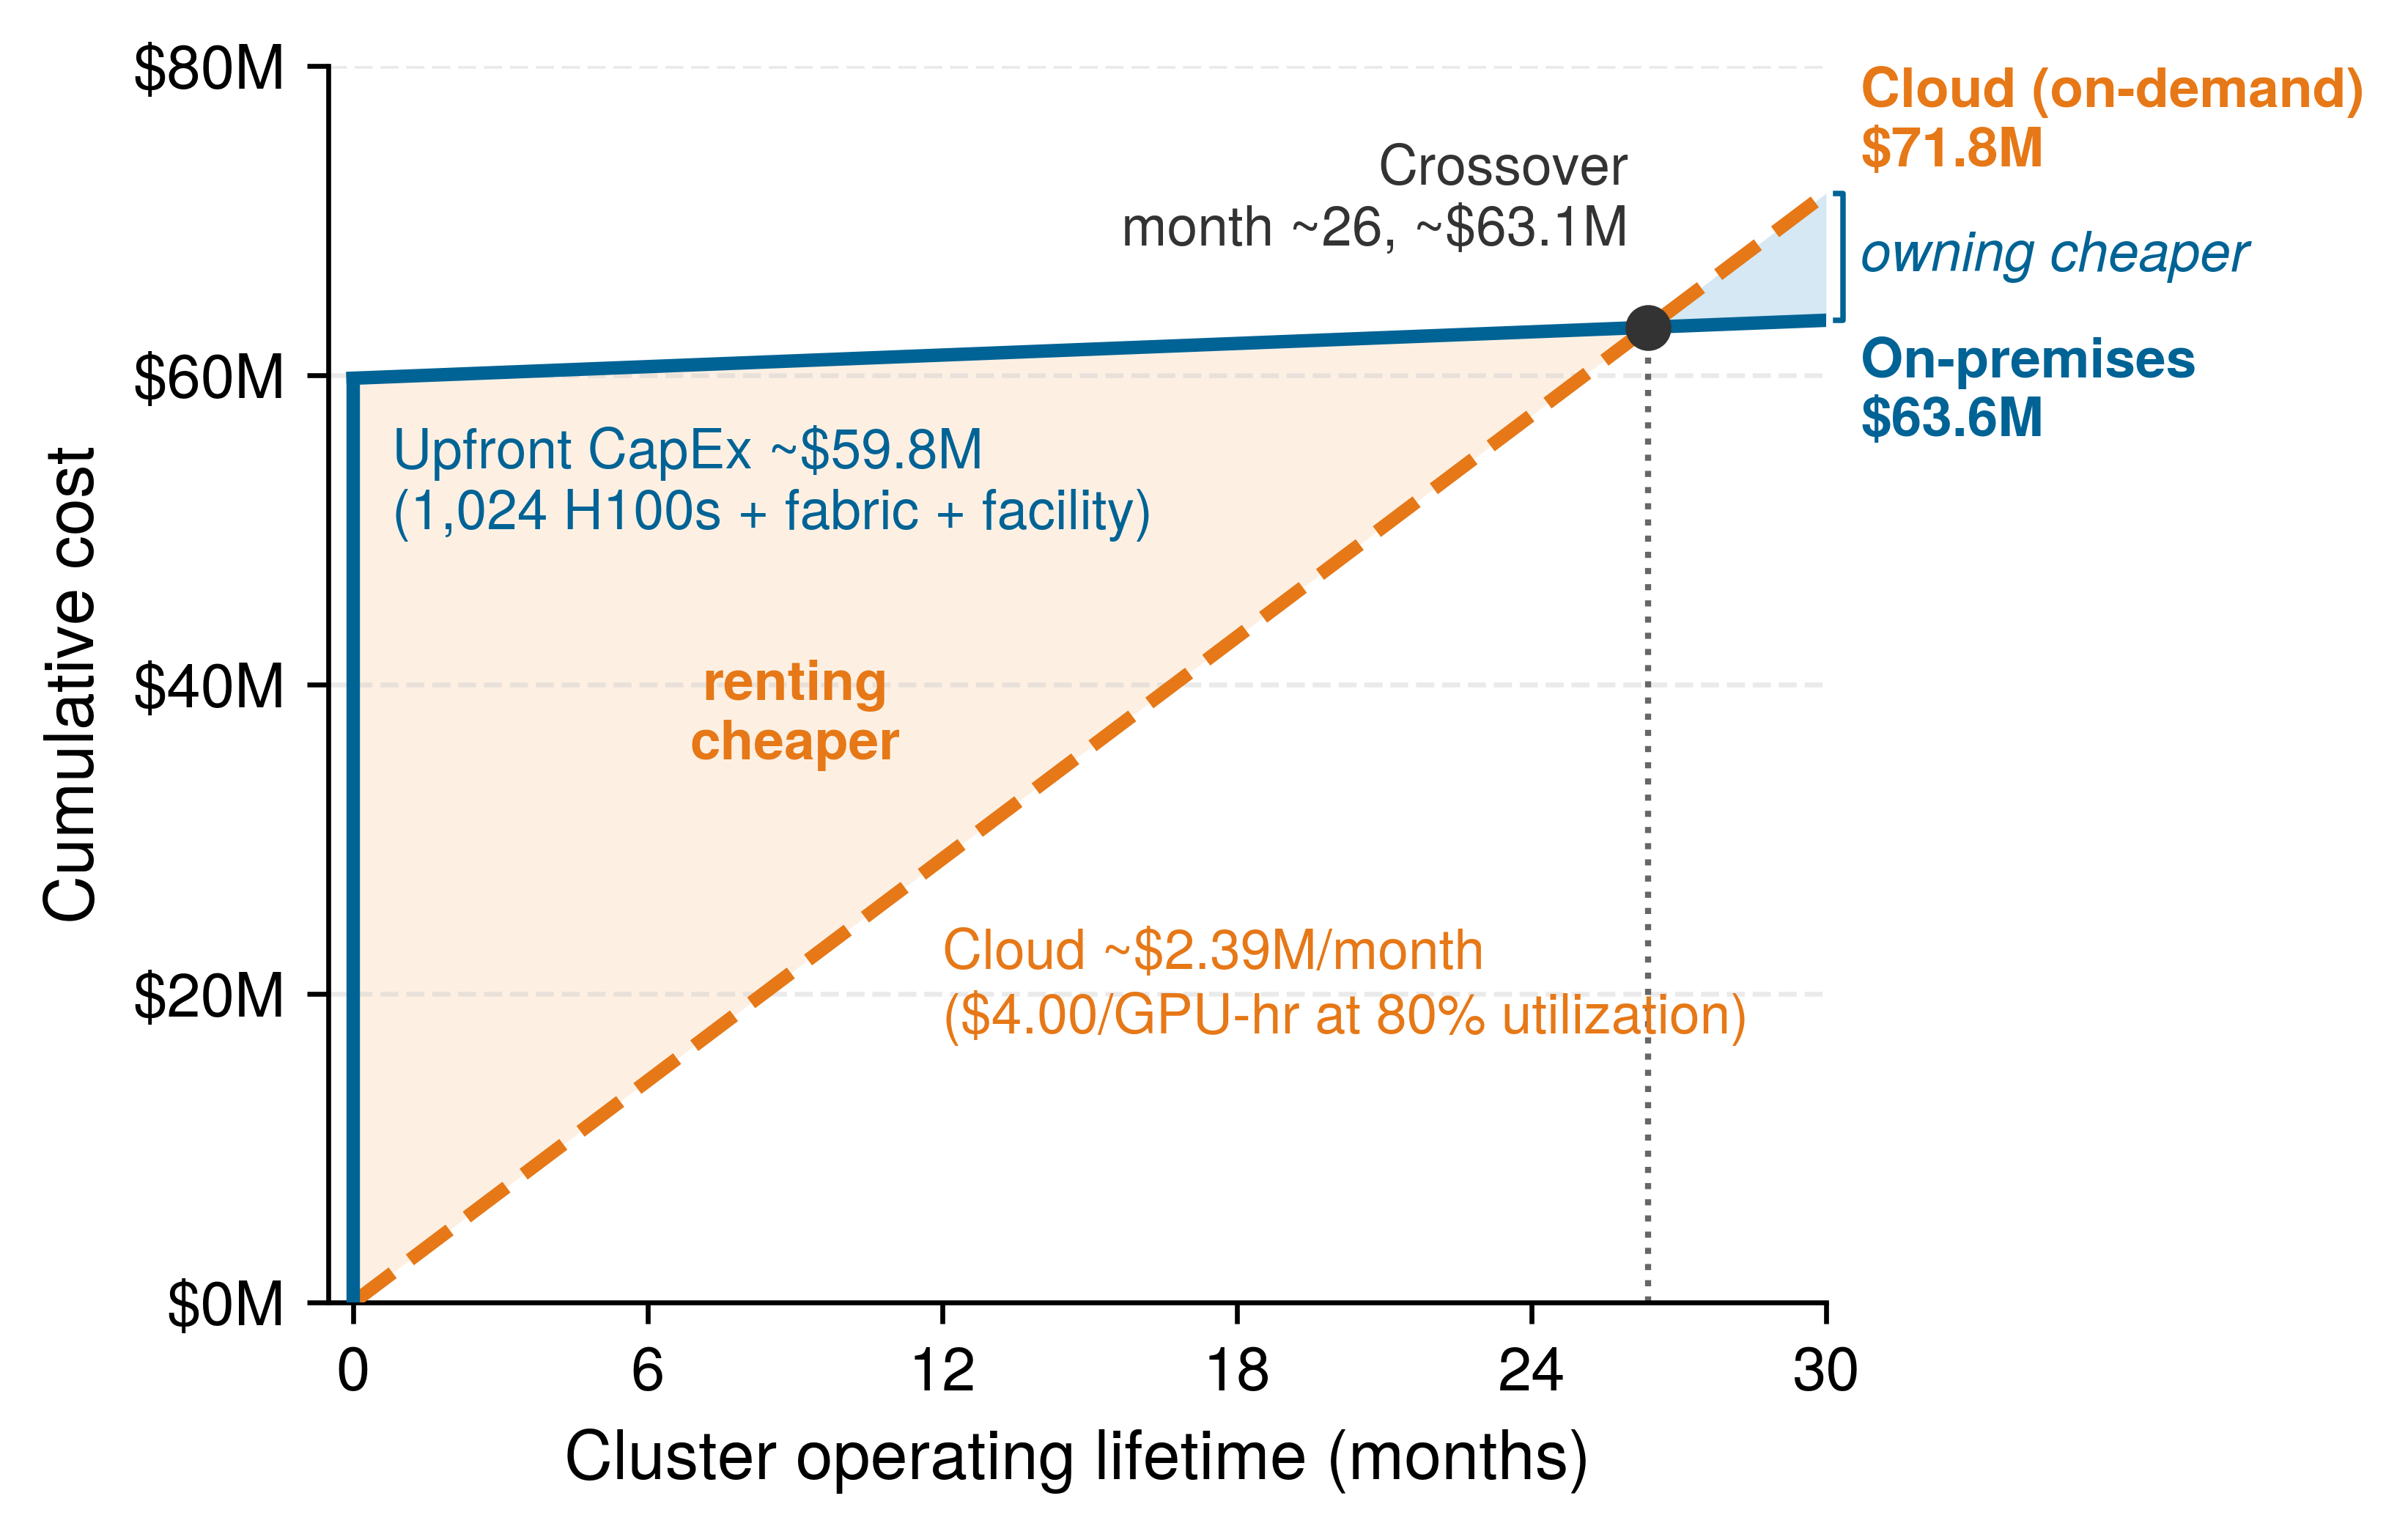 $80M
$60M
$40M
$20M
$0M
Cumulative cost
Crossover
month ~26, ~$63.1M
Cloud (on-demand)
$71.8M
owning cheaper
On-premises
$63.6M
Upfront CapEx ~$59.8M
(1,024 H100s + fabric + facility)
renting
cheaper
Cloud ~$2.39M/month
($4.00/GPU-hr at 80% utilization)
0 6 12 18 24 30
Cluster operating lifetime (months)